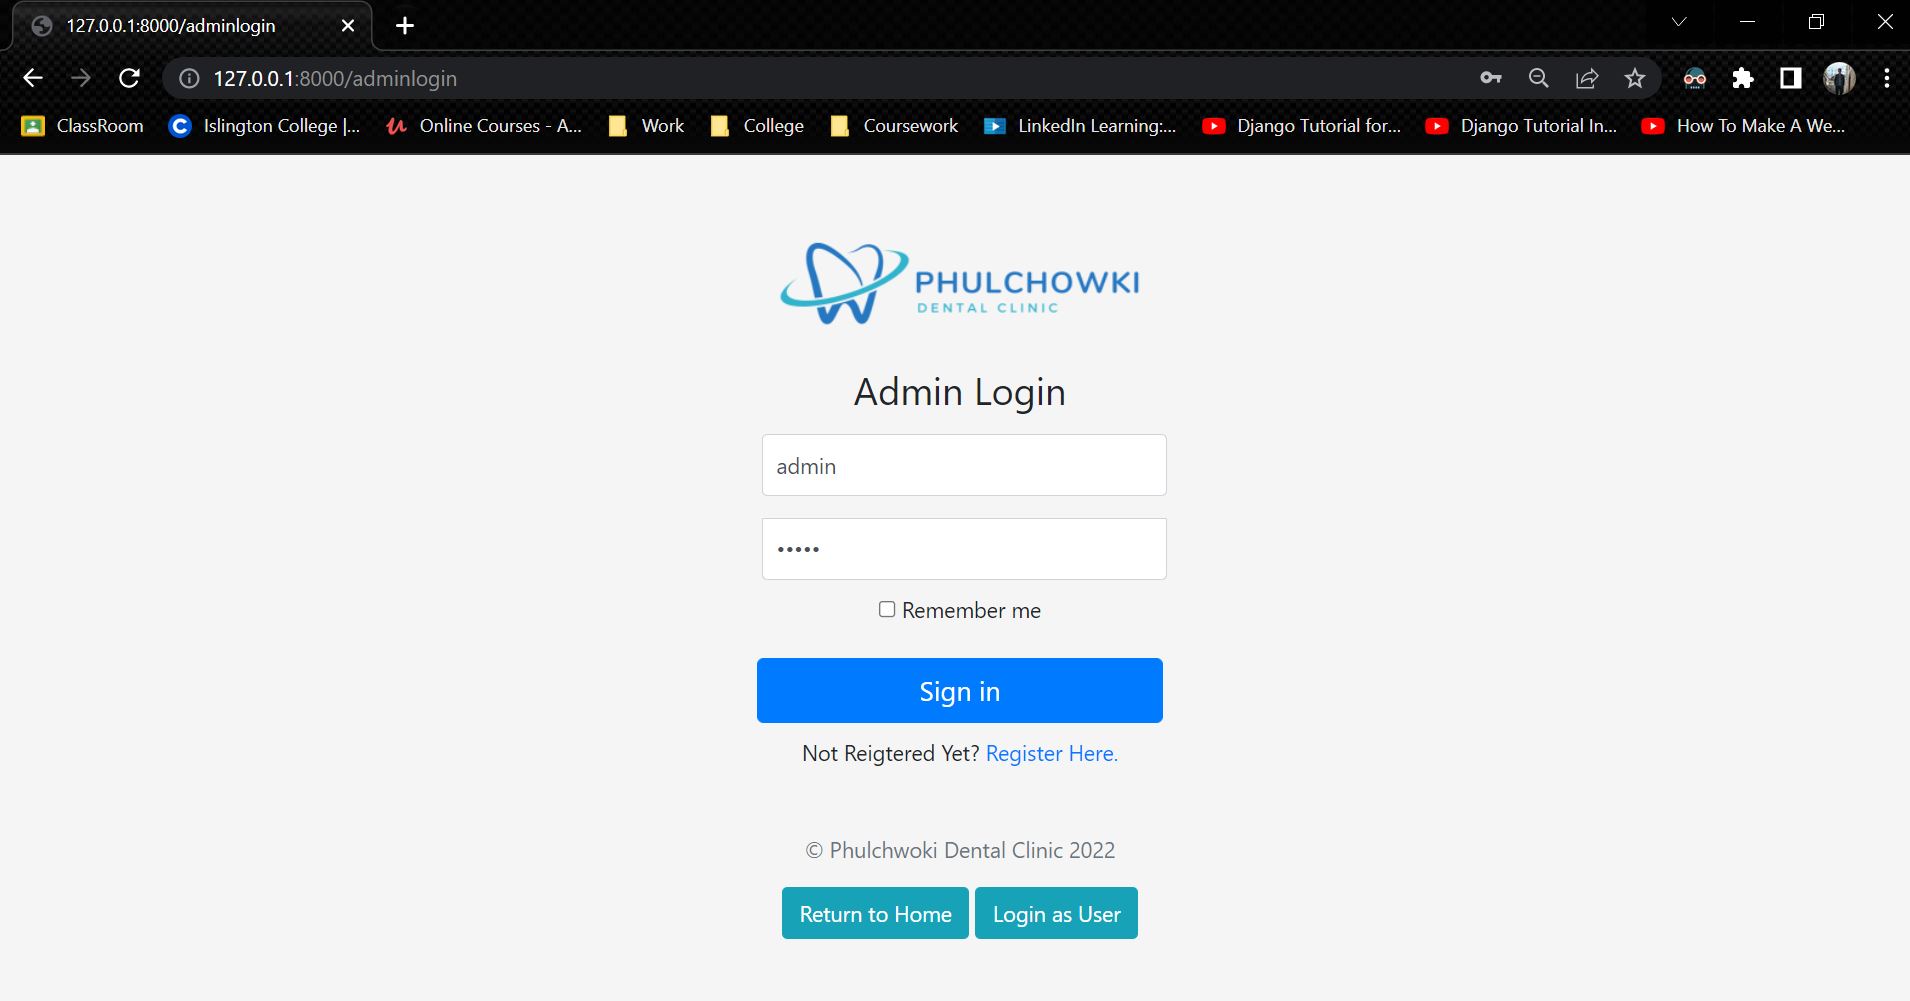 127.0.0.1:8000/adminlogin
127.0.0.1:8000/adminlogin
ClassRoom Islington College |... Online Courses - A... Work College Coursework LinkedIn Learning:... Django Tutorial for... Django Tutorial In... How To Make A We...
PHULCHOWKI
DENTAL CLINIC
Admin Login
admin
•••••
Remember me
Sign in
Not Reigtered Yet? Register Here.
© Phulchwoki Dental Clinic 2022
Return to Home Login as User